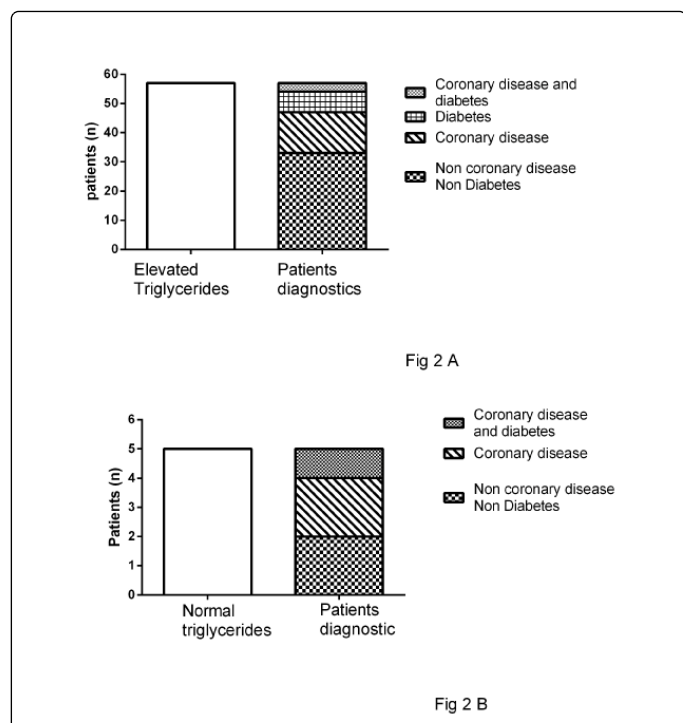 60
50
40
30
20
10
0
patients (n)
Elevated
Triglycerides
Patients
diagnostics
Coronary disease and
diabetes
Diabetes
Coronary disease
Non coronary disease
Non Diabetes
Fig 2 A
6
5
4
3
2
1
0
Patients (n)
Normal
triglycerides
Patients
diagnostic
Coronary disease
and diabetes
Coronary disease
Non coronary disease
Non Diabetes
Fig 2 B